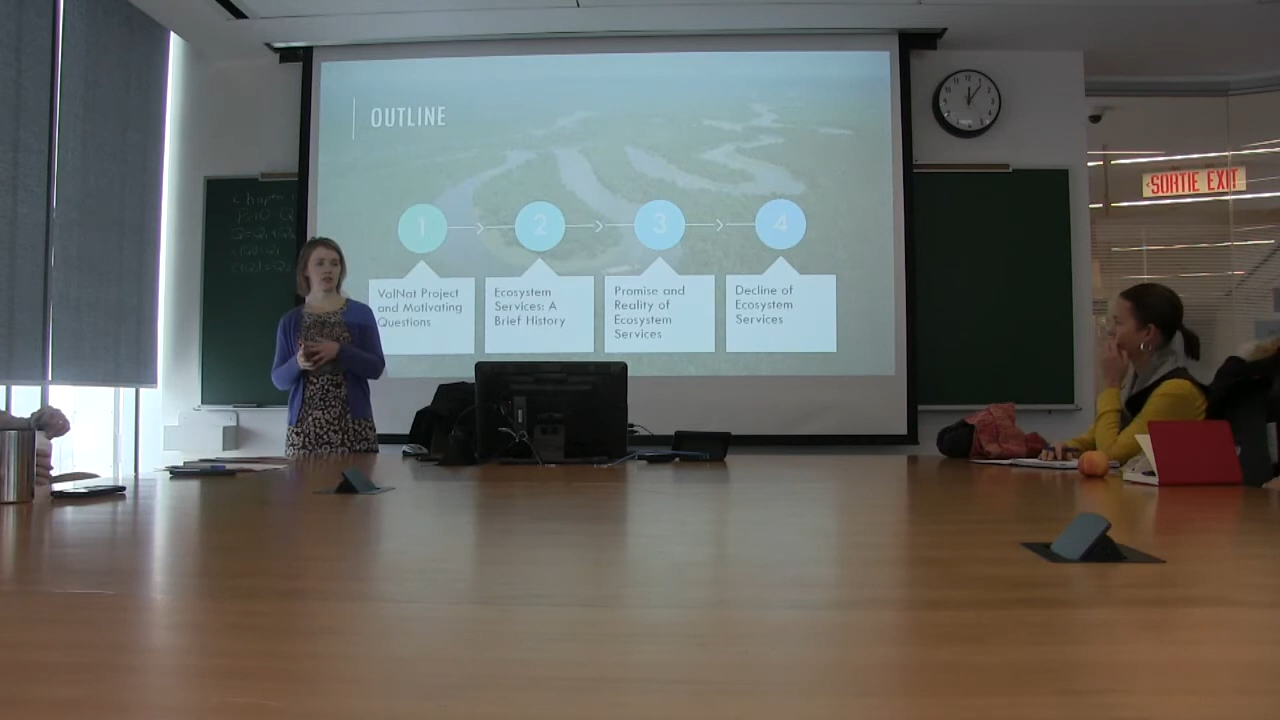 OUTLINE
1
2
3
4
ValNat Project
and Motivating
Questions
Ecosystem
Services: A
Brief History
Promise and
Reality of
Ecosystem
Services
Decline of
Ecosystem
Services
SORTIE EXIT